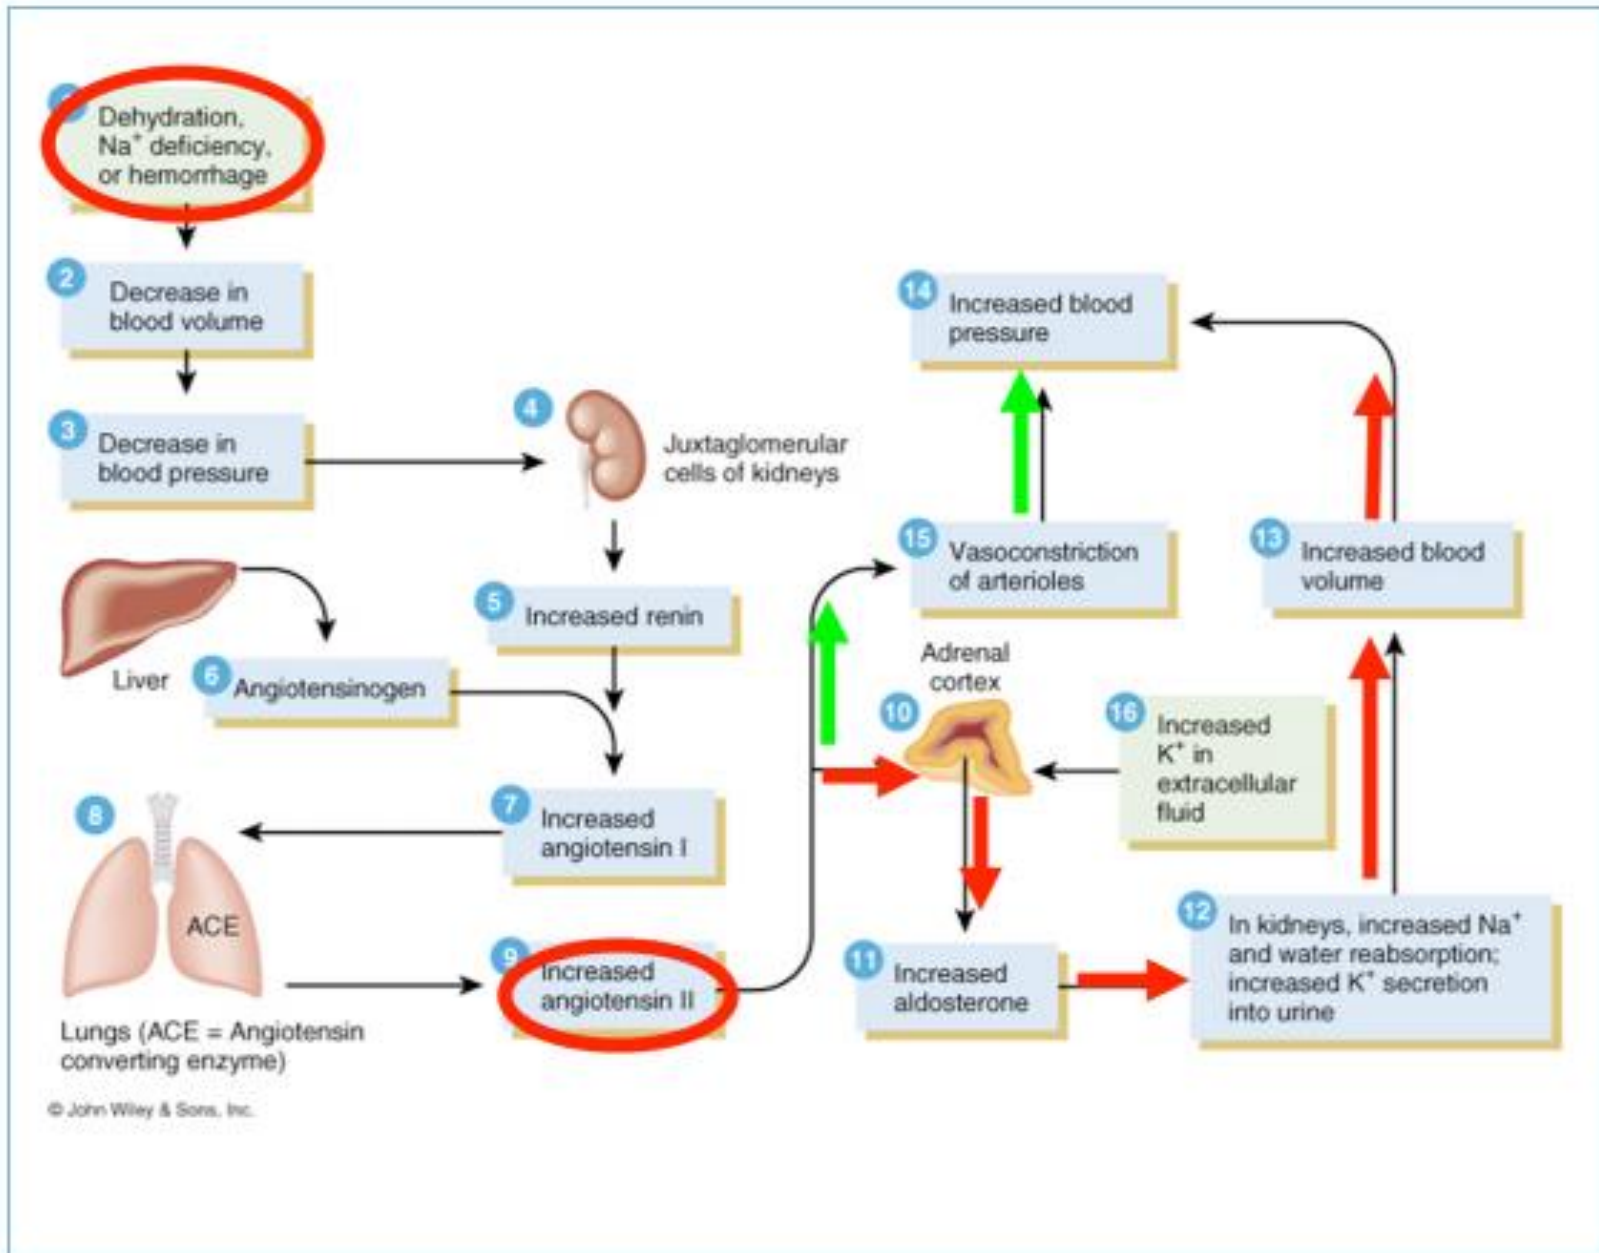 Dehydration,
Na⁺ deficiency,
or hemorrhage
2
Decrease in
blood volume
3
Decrease in
blood pressure
4
Juxtaglomerular
cells of kidneys
5
Increased renin
Liver
6
Angiotensinogen
7
Increased
angiotensin I
8
ACE
Lungs (ACE = Angiotensin
converting enzyme)
9
Increased
angiotensin II
10
Adrenal
cortex
11
Increased
aldosterone
12
In kidneys, increased Na⁺
and water reabsorption;
increased K⁺ secretion
into urine
13
Increased blood
volume
14
Increased blood
pressure
15
Vasoconstriction
of arterioles
16
Increased
K⁺ in
extracellular
fluid
© John Wiley & Sons, Inc.